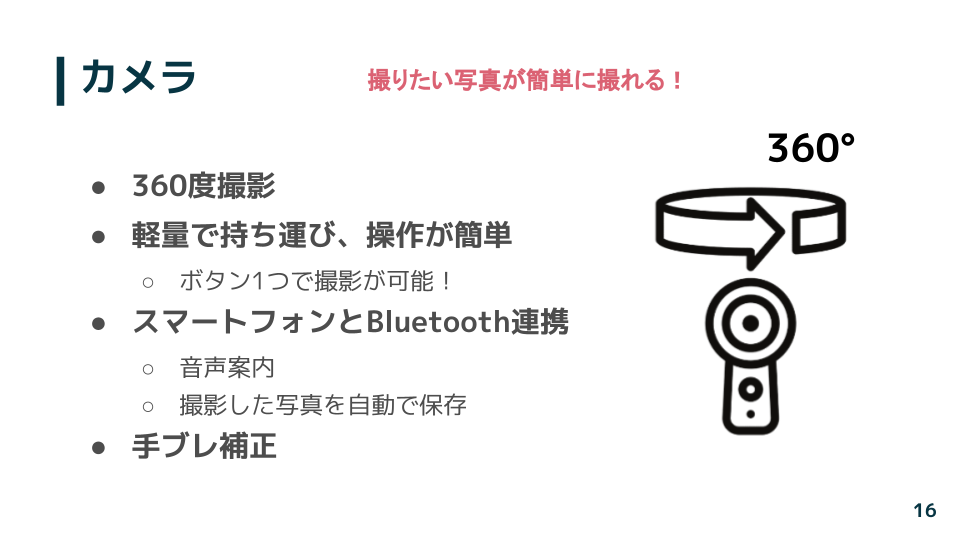 カメラ
撮りたい写真が簡単に撮れる！
360°
● 360度撮影
● 軽量で持ち運び、操作が簡単
○ ボタン1つで撮影が可能！
● スマートフォンとBluetooth連携
○ 音声案内
○ 撮影した写真を自動で保存
● 手ブレ補正
16